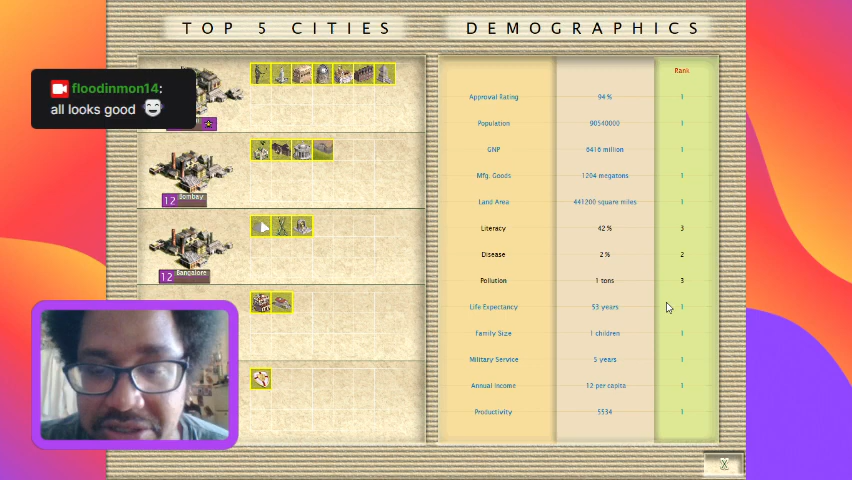 TOP 5 CITIES
DEMOGRAPHICS
floodinmon14:
all looks good
Rank
Approval Rating 94% 1
Population 90540000 1
GNP 6416 million 1
Mfg. Goods 1204 megatons 1
Land Area 441200 square miles 1
Literacy 42% 3
Disease 2% 2
Pollution 1 tons 3
Life Expectancy 53 years 1
Family Size 1 children 1
Military Service 5 years 1
Annual Income 12 per capita 1
Productivity 5534 1
12 Bombay
12 Bangalore
X